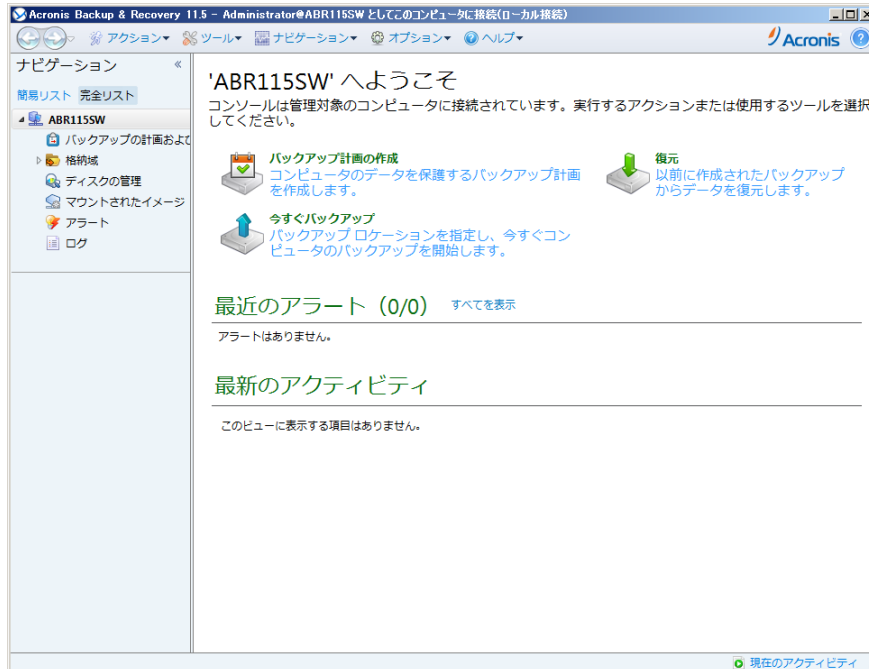 Acronis Backup & Recovery 11.5 - Administrator@ABR115SW としてこのコンピュータに接続(ローカル接続)
アクション ツール ナビゲーション オプション ヘルプ
Acronis
ナビゲーション
簡易リスト 完全リスト
ABR115SW
バックアップの計画およ
格納域
ディスクの管理
マウントされたイメージ
アラート
ログ
'ABR115SW' へようこそ
コンソールは管理対象のコンピュータに接続されています。実行するアクションまたは使用するツールを選択
してください。
バックアップ計画の作成
コンピュータのデータを保護するバックアップ計画
を作成します。
復元
以前に作成されたバックアップ
からデータを復元します。
今すぐバックアップ
バックアップ ロケーションを指定し、今すぐコン
ピュータのバックアップを開始します。
最近のアラート（0/0） すべてを表示
アラートはありません。
最新のアクティビティ
このビューに表示する項目はありません。
現在のアクティビティ